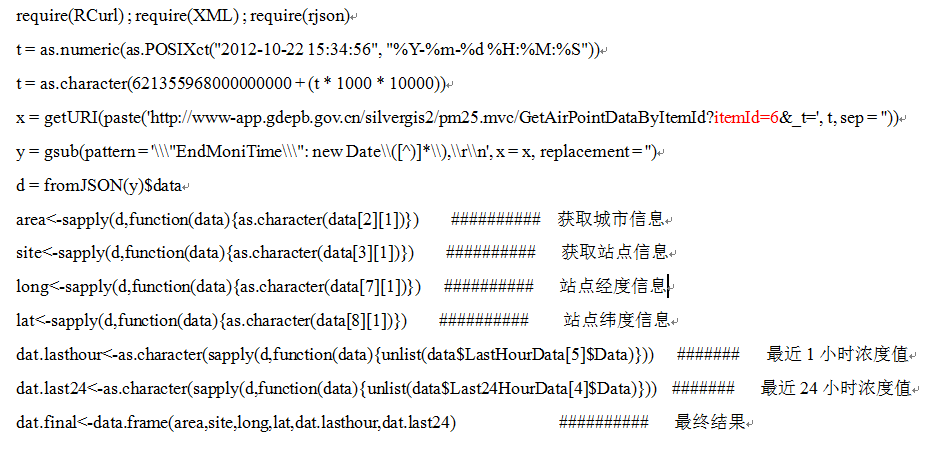 require(RCurl) ; require(XML) ; require(rjson)
t = as.numeric(as.POSIXct("2012-10-22 15:34:56", "%Y-%m-%d %H:%M:%S"))
t = as.character(621355968000000000 + (t * 1000 * 10000))
x = getURI(paste('http://www-app.gdepb.gov.cn/silvergis2/pm25.mvc/GetAirPointDataByItemId?itemId=6&_t=', t, sep = ''))
y = gsub(pattern = '\\\"EndMoniTime\\\": new Date\\([^)]*\\),\\r\\n', x = x, replacement = '')
d = fromJSON(y)$data
area<-sapply(d,function(data){as.character(data[2][1])}) ########## 获取城市信息
site<-sapply(d,function(data){as.character(data[3][1])}) ########## 获取站点信息
long<-sapply(d,function(data){as.character(data[7][1])}) ########## 站点经度信息
lat<-sapply(d,function(data){as.character(data[8][1])}) ########## 站点纬度信息
dat.lasthour<-as.character(sapply(d,function(data){unlist(data$LastHourData[5]$Data)})) ####### 最近 1 小时浓度值
dat.last24<-as.character(sapply(d,function(data){unlist(data$Last24HourData[4]$Data)})) ####### 最近 24 小时浓度值
dat.final<-data.frame(area,site,long,lat,dat.lasthour,dat.last24) ########## 最终结果